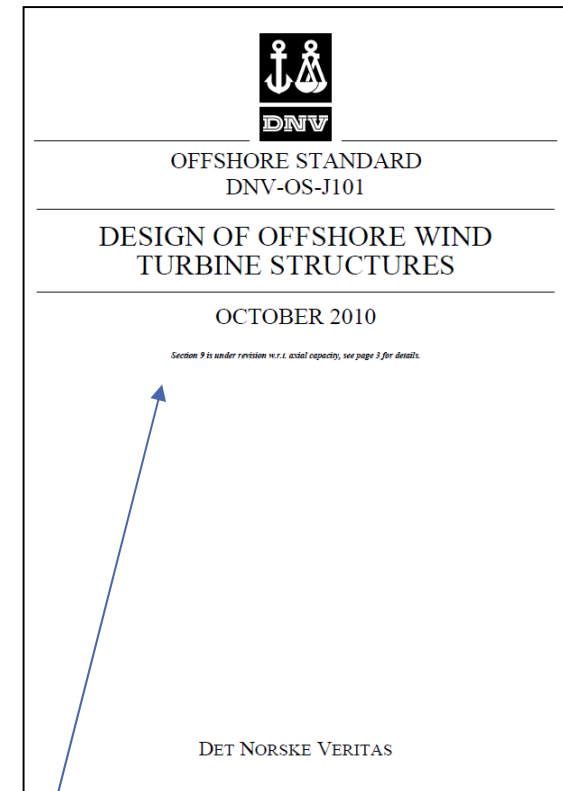 DNV
OFFSHORE STANDARD
DNV-OS-J101
DESIGN OF OFFSHORE WIND
TURBINE STRUCTURES
OCTOBER 2010
Section 9 is under revision w.r.t. axial capacity, see page 3 for details.
DET NORSKE VERITAS